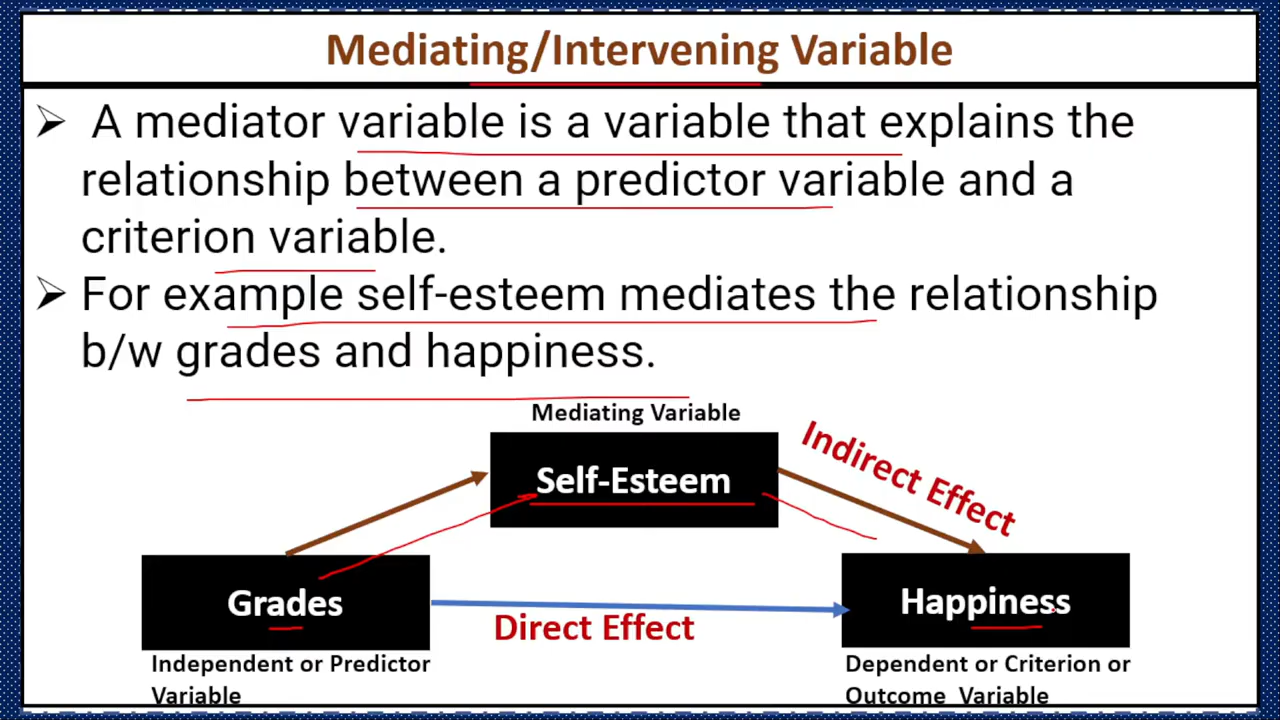 Mediating/Intervening Variable
➢ A mediator variable is a variable that explains the
relationship between a predictor variable and a
criterion variable.
➢ For example self-esteem mediates the relationship
b/w grades and happiness.
Mediating Variable
Self-Esteem
Indirect Effect
Grades
Happiness
Direct Effect
Independent or Predictor
Variable
Dependent or Criterion or
Outcome Variable